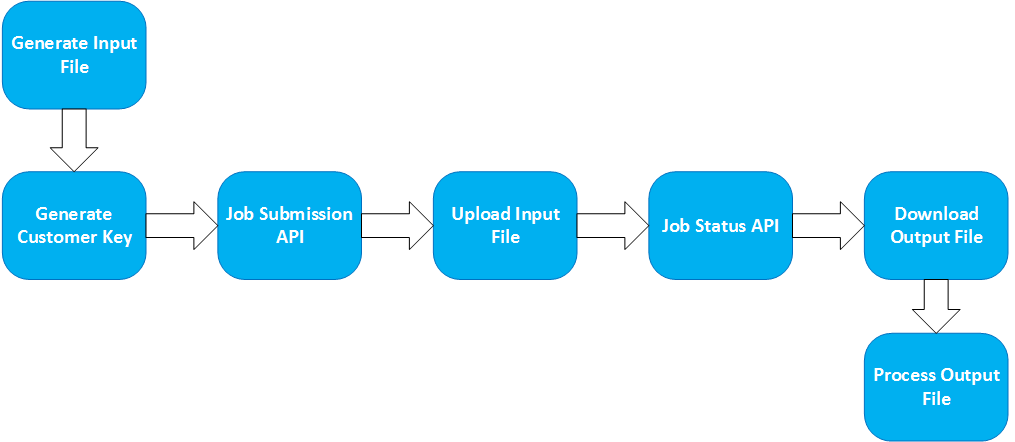 Generate Input
File
Generate
Customer Key
Job Submission
API
Upload Input
File
Job Status API
Download
Output File
Process Output
File